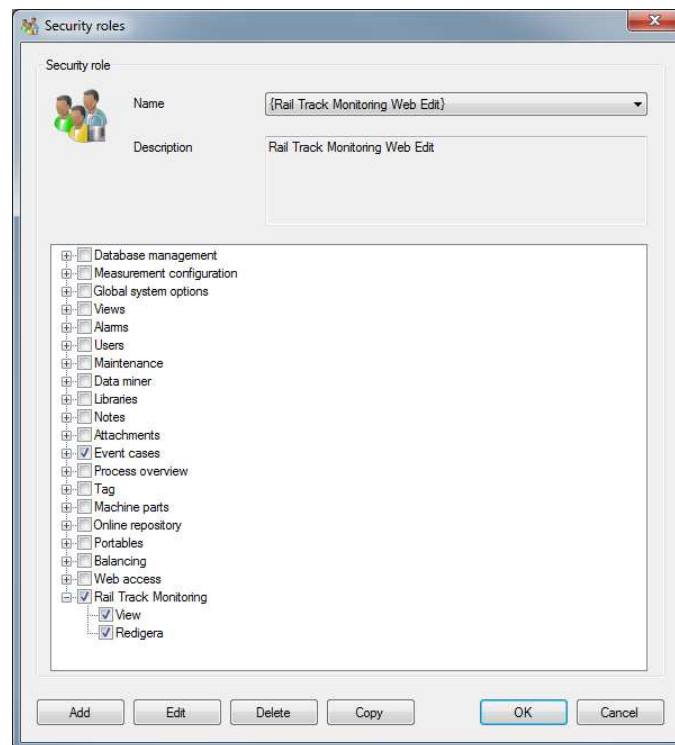 Security roles
Security role
Name
{Rail Track Monitoring Web Edit}
Description
Rail Track Monitoring Web Edit
Database management
Measurement configuration
Global system options
Views
Alarms
Users
Maintenance
Data miner
Libraries
Notes
Attachments
Event cases
Process overview
Tag
Machine parts
Online repository
Portables
Balancing
Web access
Rail Track Monitoring
View
Redigera
Add Edit Delete Copy OK Cancel